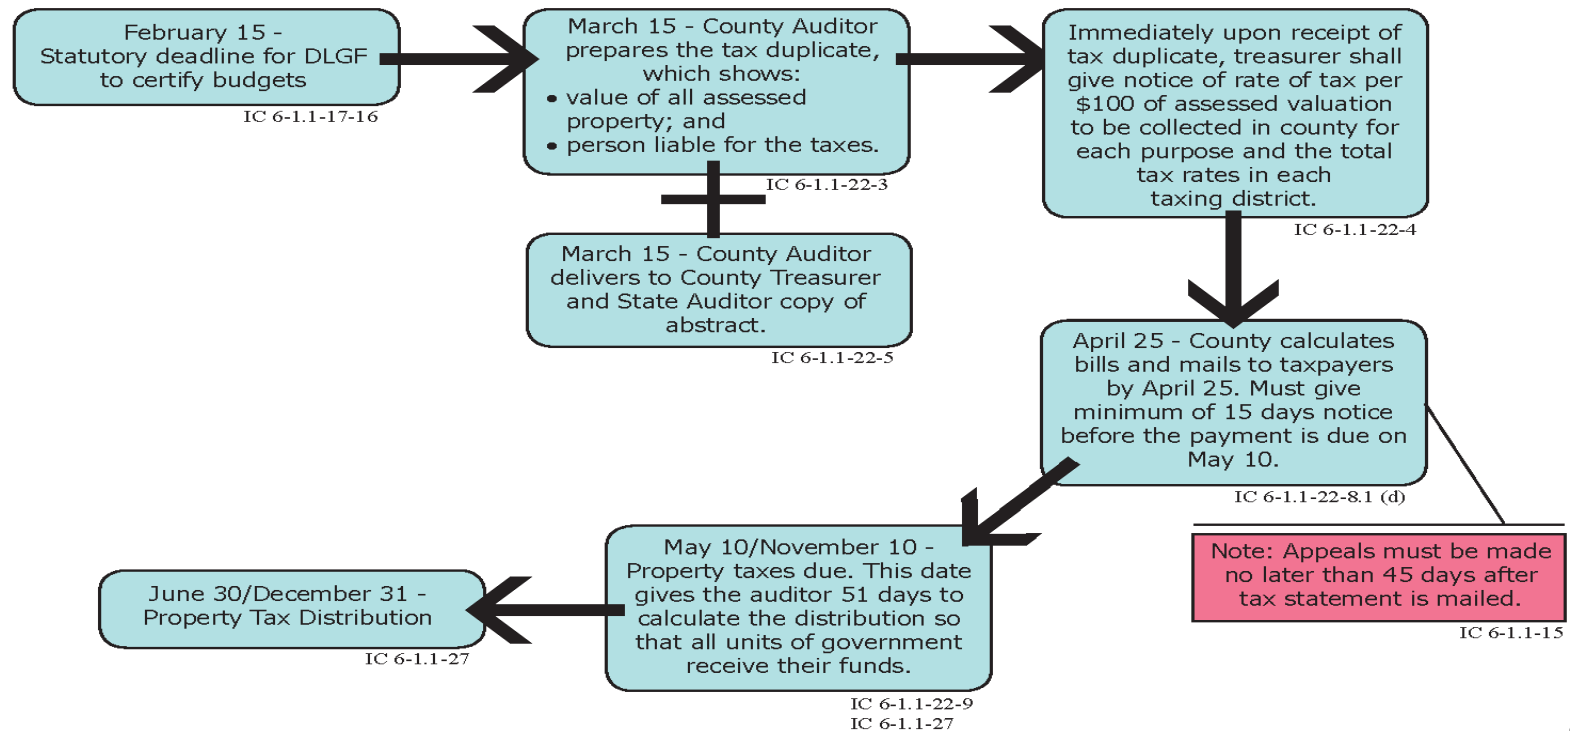 February 15 -
Statutory deadline for DLGF
to certify budgets
IC 6-1.1-17-16
March 15 - County Auditor
prepares the tax duplicate,
which shows:
• value of all assessed
property; and
• person liable for the taxes.
IC 6-1.1-22-3
March 15 - County Auditor
delivers to County Treasurer
and State Auditor copy of
abstract.
IC 6-1.1-22-5
Immediately upon receipt of
tax duplicate, treasurer shall
give notice of rate of tax per
$100 of assessed valuation
to be collected in county for
each purpose and the total
tax rates in each
taxing district.
IC 6-1.1-22-4
April 25 - County calculates
bills and mails to taxpayers
by April 25. Must give
minimum of 15 days notice
before the payment is due on
May 10.
IC 6-1.1-22-8.1 (d)
Note: Appeals must be made
no later than 45 days after
tax statement is mailed.
IC 6-1.1-15
May 10/November 10 -
Property taxes due. This date
gives the auditor 51 days to
calculate the distribution so
that all units of government
receive their funds.
IC 6-1.1-22-9
IC 6-1.1-27
June 30/December 31 -
Property Tax Distribution
IC 6-1.1-27